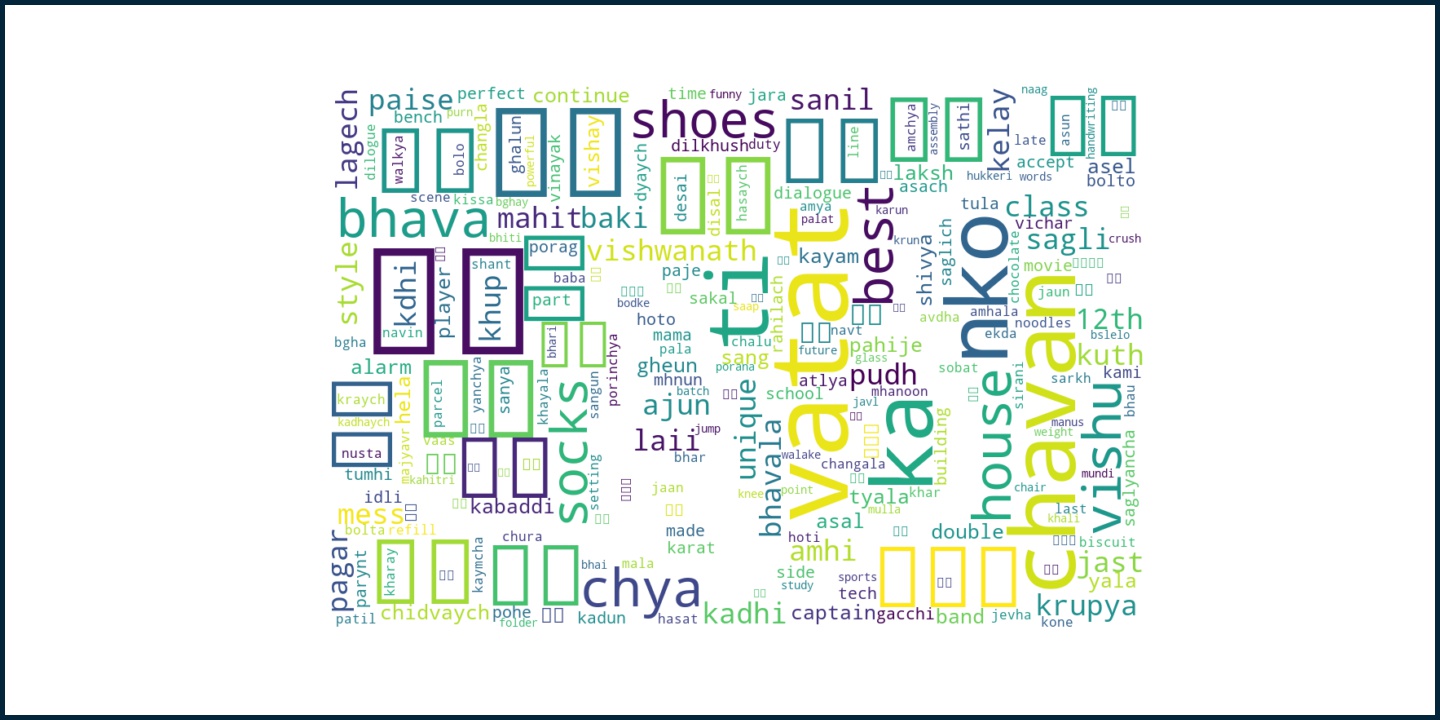 lagech
paise
perfect
continue
time
funny
jara
sanil
naag
bench
purn
dilogue
walkya
bolo
changla
ghalun
powerful
vinayak
vishay
shoes
dilkhush
duty
line
amchya
assembly
sathi
kelay
late
asun
handwriting
accept
hukkeri
words
asel
bolto
scene
kissa
bghay
dyaych
desai
disal
hasaych
dialogue
laksh
asach
bhava
mahit
baki
bhiti
amya
palat
karun
best
tula
class
vichar
sagli
crush
style
kdhi
navin
player
shant
khup
porag
baba
part
vishwanath
paje
sakal
saap
bodke
ti
rahilach
kayam
krun
shivya
saglich
nko
chocolate
movie
jaun
amhala
noodles
12th
bslelo
ekda
avdha
navt
future
vatat
chavan
bgha
bhari
hoto
mama
pala
chalu
sang
porana
pahije
glass
kuth
kami
sarkh
sobat
sirani
alarm
hela
parcel
yanchya
sanya
khayala
sangun
porinchya
gheun
mhnun
batch
ajun
unique
school
atlya
pudh
mhanoon
javl
house
vishu
bhau
kraych
kadhaych
majyavr
socks
laii
jump
bhar
bhavala
walake
changala
ka
building
manus
weight
mundi
saglyancha
nusta
vaas
tumhi
kahitri
setting
jaan
knee
point
tyala
khar
mulla
chair
last
khali
idli
mess
bolta
refill
kabaddi
made
karat
asal
hoti
amhi
double
biscuit
jast
yala
pagar
parynt
kharay
kaymcha
chura
bhai
mala
chya
side
study
sports
tech
krupya
kone
patil
chidvaych
pohe
folder
kadun
hasat
kadhi
captain
gacchi
band
jevha